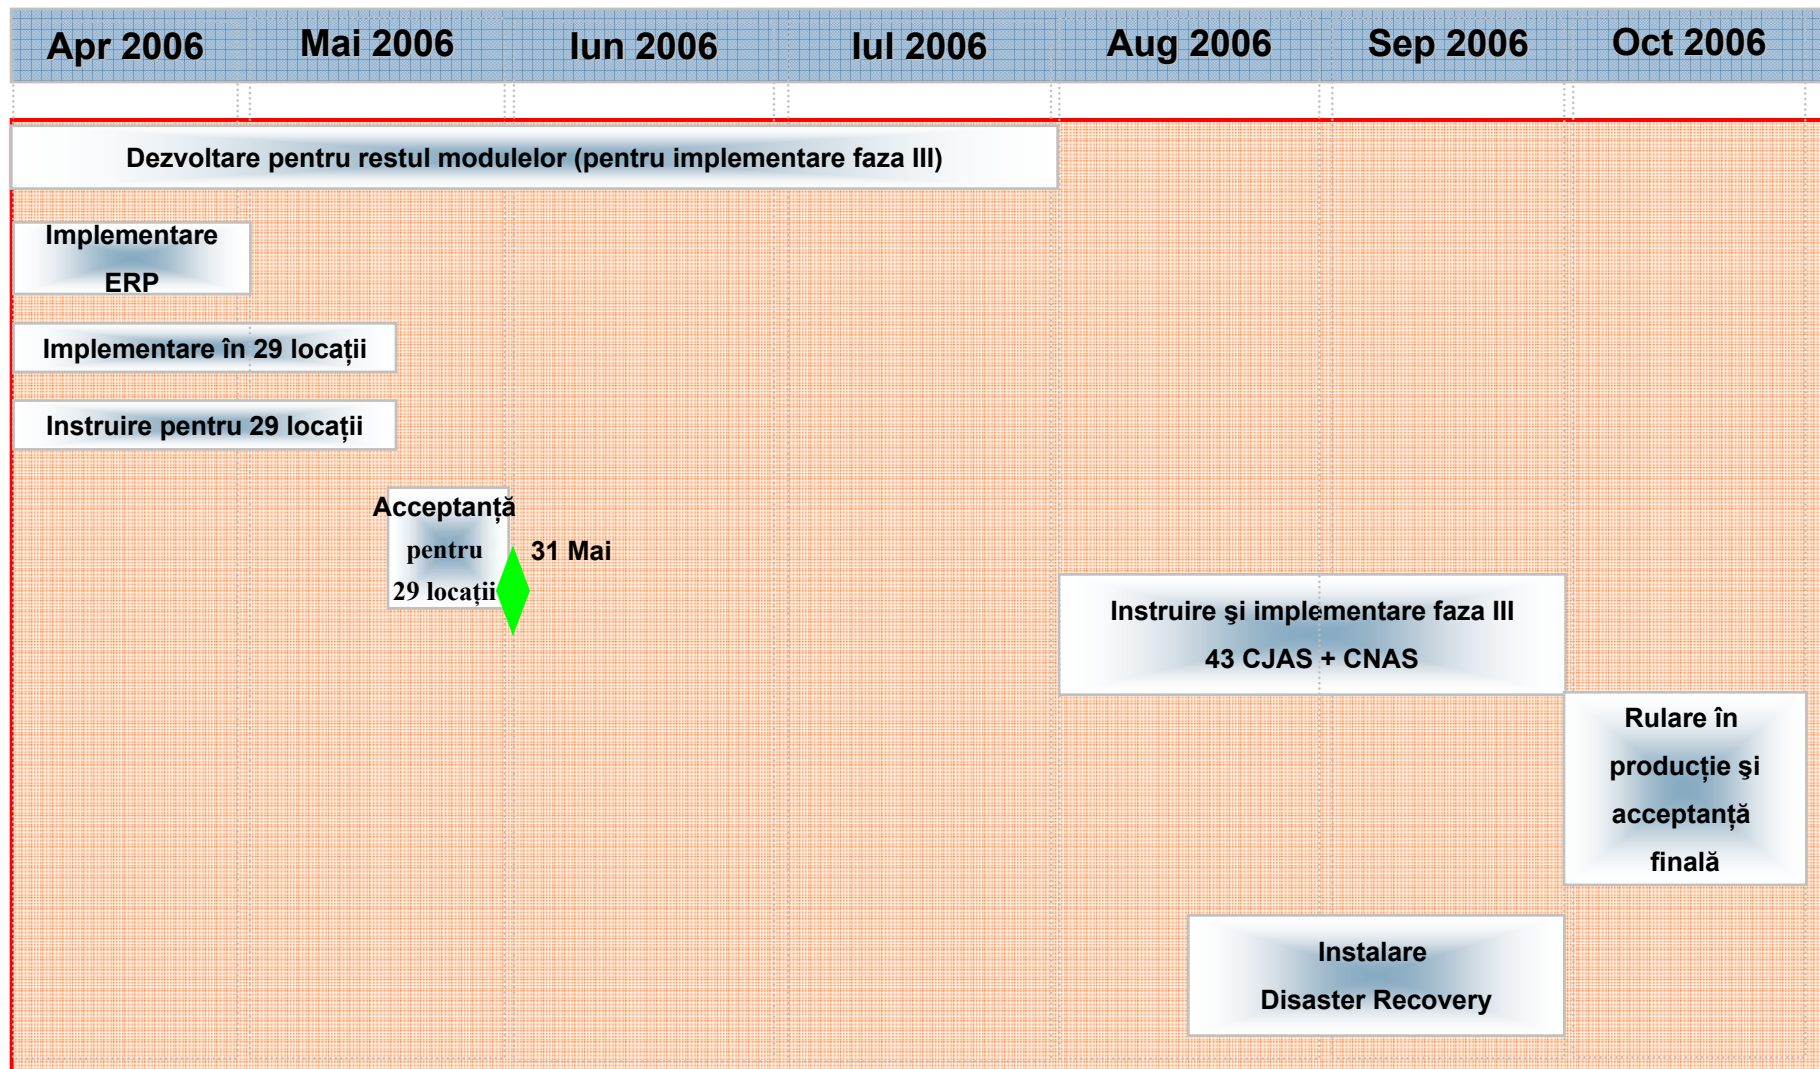 Apr 2006
Mai 2006
Iun 2006
Iul 2006
Aug 2006
Sep 2006
Oct 2006
Dezvoltare pentru restul modulelor (pentru implementare faza III)
Implementare
ERP
Implementare în 29 locații
Instruire pentru 29 locații
Acceptanță
pentru
29 locații
31 Mai
Instruire şi implementare faza III
43 CJAS + CNAS
Rulare în
producție şi
acceptanță
finală
Instalare
Disaster Recovery